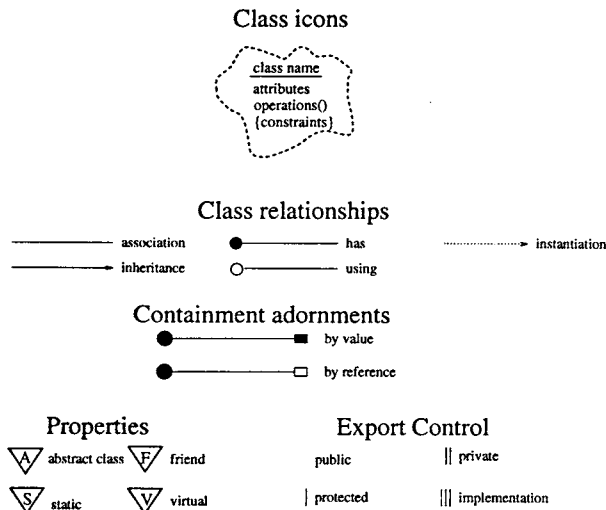 Class icons
class name
attributes
operations()
{constraints}
Class relationships
association has instantiation
inheritance using
Containment adornments
by value
by reference
Properties Export Control
A abstract class F friend public || private
S static V virtual | protected ||| implementation